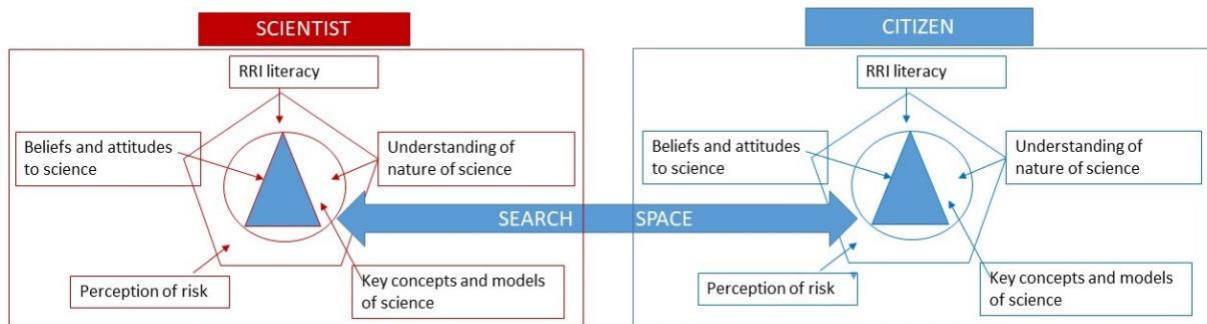 SCIENTIST
CITIZEN
RRI literacy
Beliefs and attitudes
to science
Understanding of
nature of science
Perception of risk
Key concepts and models
of science
SEARCH SPACE
RRI literacy
Beliefs and attitudes
to science
Understanding of
nature of science
Perception of risk
Key concepts and models
of science